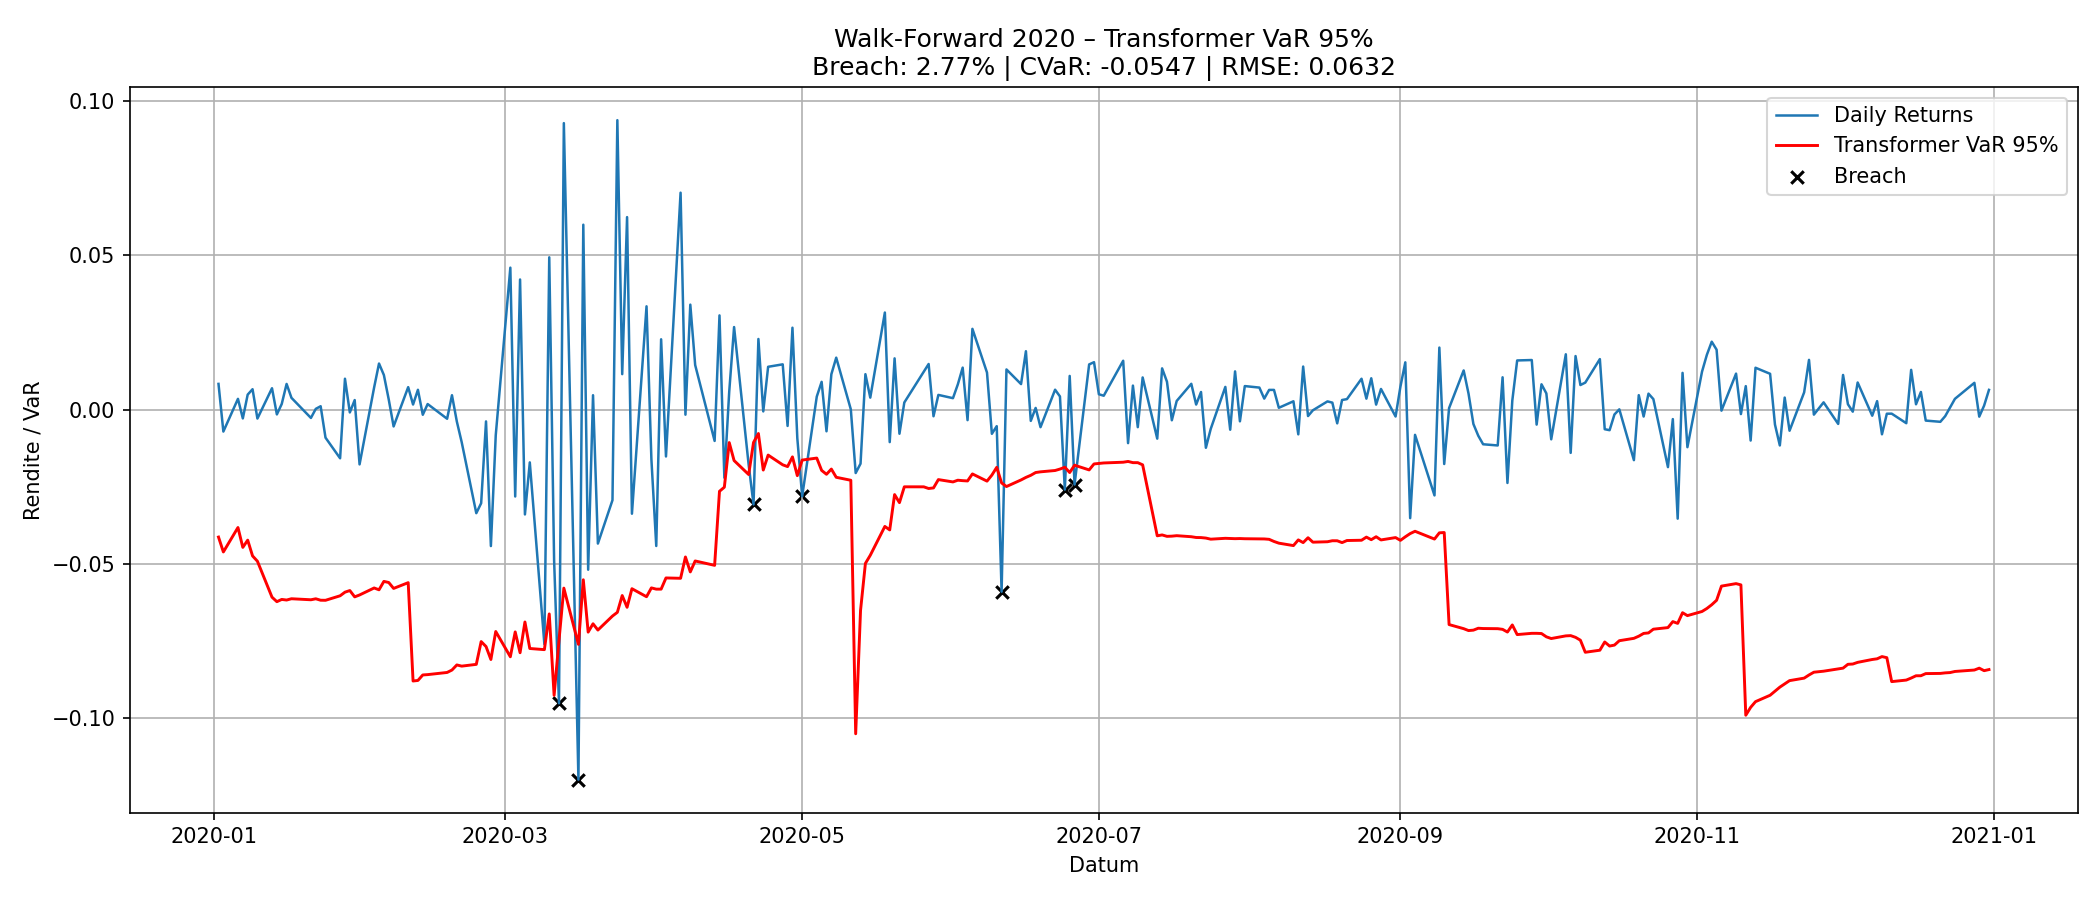 Walk-Forward 2020 – Transformer VaR 95%
Breach: 2.77% | CVaR: -0.0547 | RMSE: 0.0632
Daily Returns
Transformer VaR 95%
Breach
Rendite / VaR
0.10
0.05
0.00
−0.05
−0.10
2020-01
2020-03
2020-05
2020-07
2020-09
2020-11
2021-01
Datum